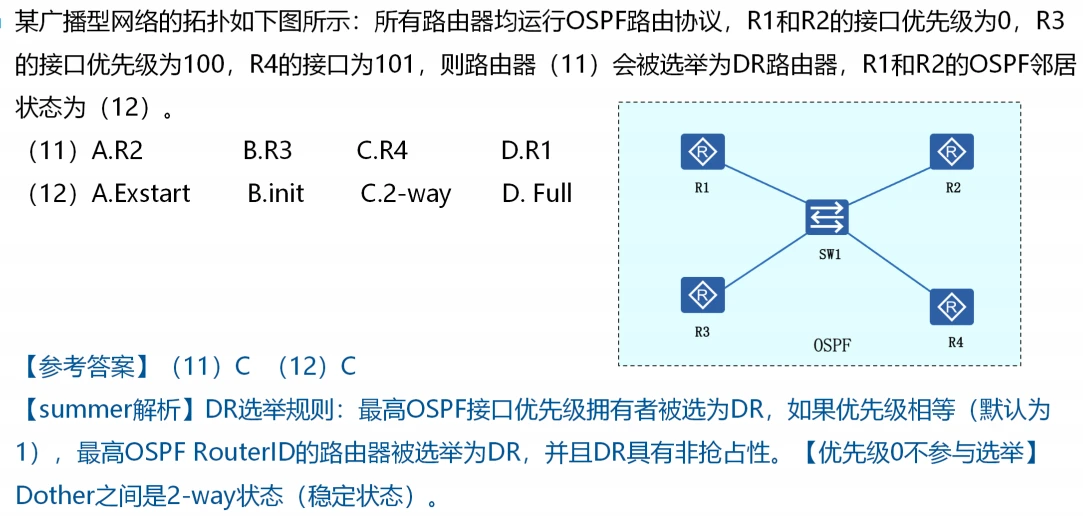 某广播型网络的拓扑如下图所示：所有路由器均运行OSPF路由协议，R1和R2的接口优先级为0，R3
的接口优先级为100，R4的接口为101，则路由器（11）会被选举为DR路由器，R1和R2的OSPF邻居
状态为（12）。
（11）A.R2 B.R3 C.R4 D.R1
（12）A.Exstart B.init C.2-way D. Full
R1
R2
SW1
R3
R4
OSPF
【参考答案】（11）C （12）C
【summer解析】DR选举规则：最高OSPF接口优先级拥有者被选为DR，如果优先级相等（默认为
1），最高OSPF RouterID的路由器被选举为DR，并且DR具有非抢占性。【优先级0不参与选举】
Dother之间是2-way状态（稳定状态）。